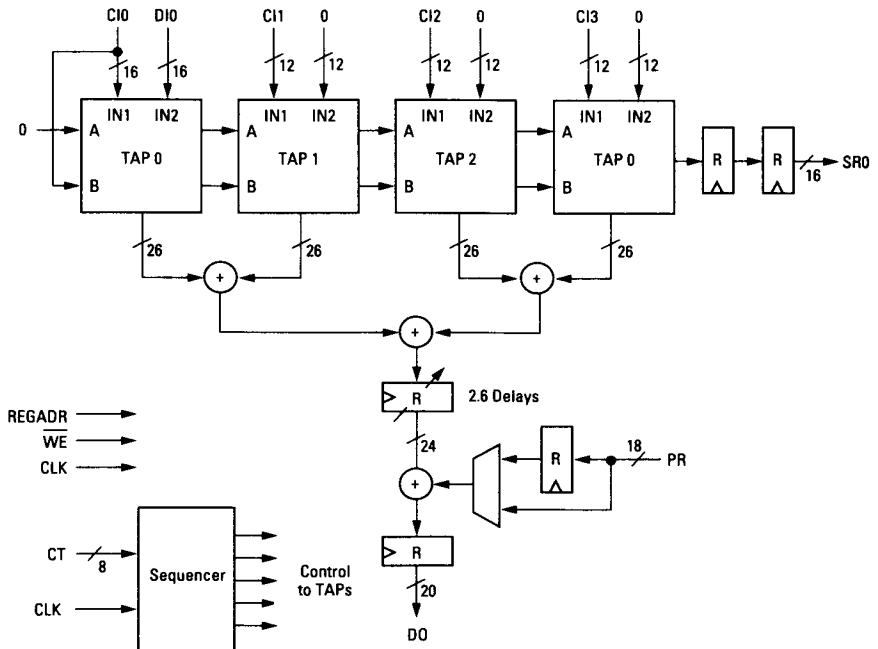 CI0 DI0 CI1 0 CI2 0 CI3 0
16 16 12 12 12 12 12 12
IN1 IN2 IN1 IN2 IN1 IN2 IN1 IN2
0 A A A A
TAP 0 TAP 1 TAP 2 TAP 0 R R SR0
16
B B B B
26 26 26 26
+ +
+
R 2.6 Delays
REGADR
WE
CLK
24 R 18 PR
+
CT 8 Sequencer Control to TAPs
CLK
R
20
DO